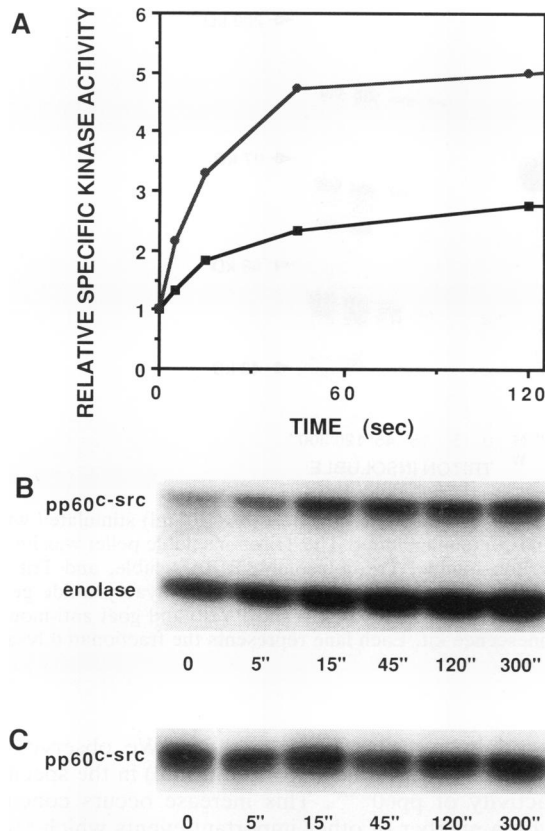 A
RELATIVE SPECIFIC KINASE ACTIVITY
6
5
4
3
2
1
0
0 60 120
TIME (sec)
B
pp60c-src
enolase
0 5" 15" 45" 120" 300"
C
pp60c-src
0 5" 15" 45" 120" 300"